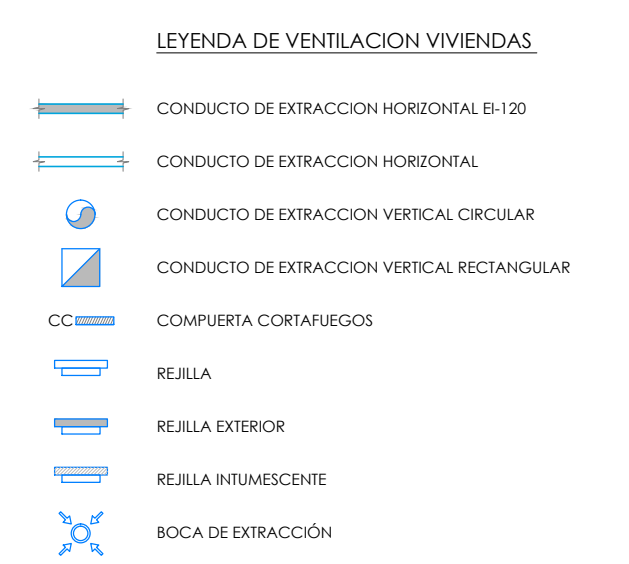 LEYENDA DE VENTILACION VIVIENDAS
CONDUCTO DE EXTRACCION HORIZONTAL EI-120
CONDUCTO DE EXTRACCION HORIZONTAL
CONDUCTO DE EXTRACCION VERTICAL CIRCULAR
CONDUCTO DE EXTRACCION VERTICAL RECTANGULAR
CC COMPUERTA CORTAFUEGOS
REJILLA
REJILLA EXTERIOR
REJILLA INTUMESCENTE
BOCA DE EXTRACCIÓN